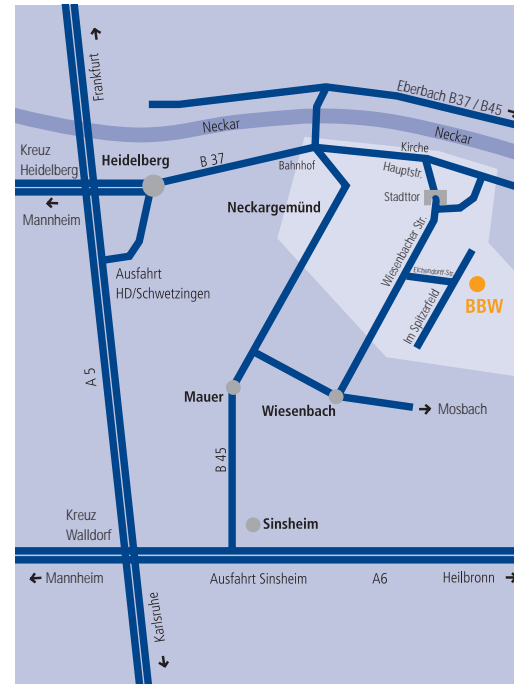 Frankfurt
Eberbach B37 / B45
Neckar
Neckar
Kreuz
Heidelberg
Heidelberg
B 37
Kirche
Bahnhof
Hauptstr.
Mannheim
Neckargemünd
Stadttor
Wiesenbacher Str.
Ausfahrt
HD/Schwetzingen
Eichendorff-Str.
Im Spitzerfeld
BBW
A 5
Mauer
Wiesenbach
Mosbach
B 45
Kreuz
Walldorf
Sinsheim
Mannheim
Ausfahrt Sinsheim
A6
Heilbronn
Karlsruhe